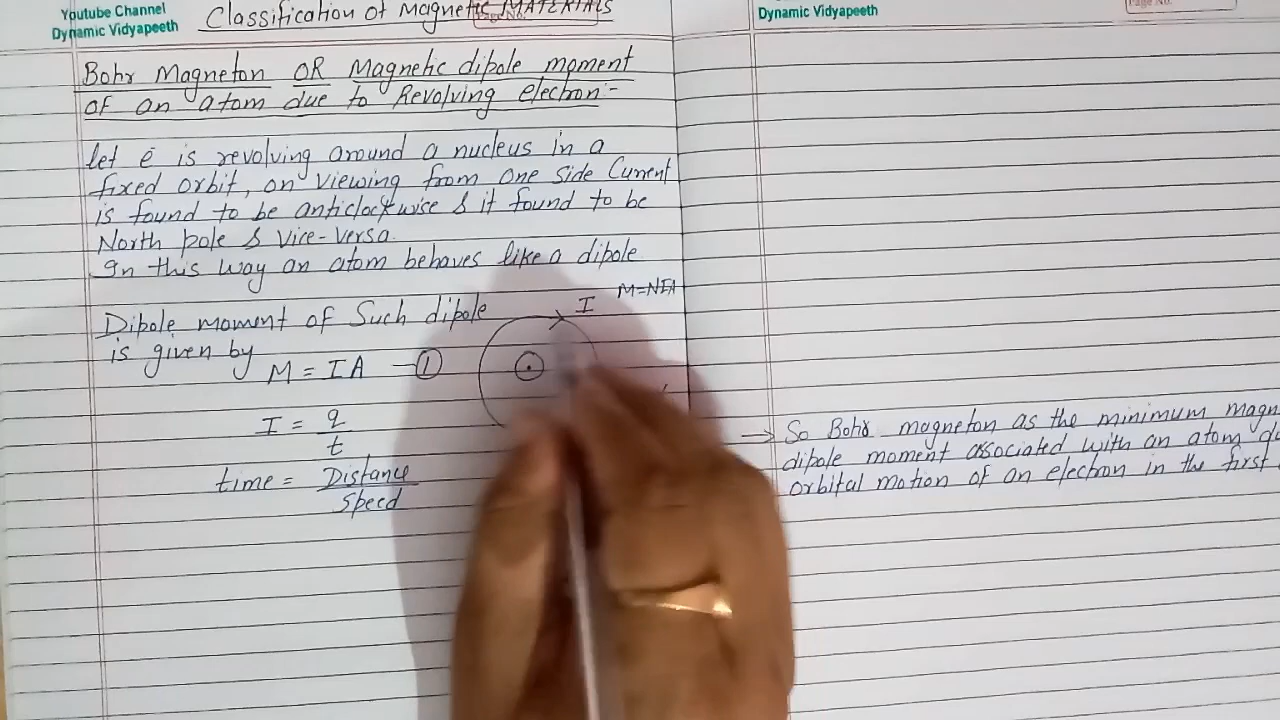 Youtube Channel
Dynamic Vidyapeeth
Classification of Magnetic MATERIALS
Bohr Magneton OR Magnetic dipole moment
of an atom due to Revolving electron:-
let ē is revolving around a nucleus in a
fixed orbit, on viewing from one side Current
is found to be anticlockwise & it found to be
North pole & vice-versa.
In this way an atom behaves like a dipole
Dipole moment of Such dipole
is given by M = IA - ①
I
M=NIA
I = q/t
time = Distance/Speed
Dynamic Vidyapeeth
Page No.
→ So Bohr magneton as the minimum magn
dipole moment associated with an atom d
orbital motion of an electron in the first